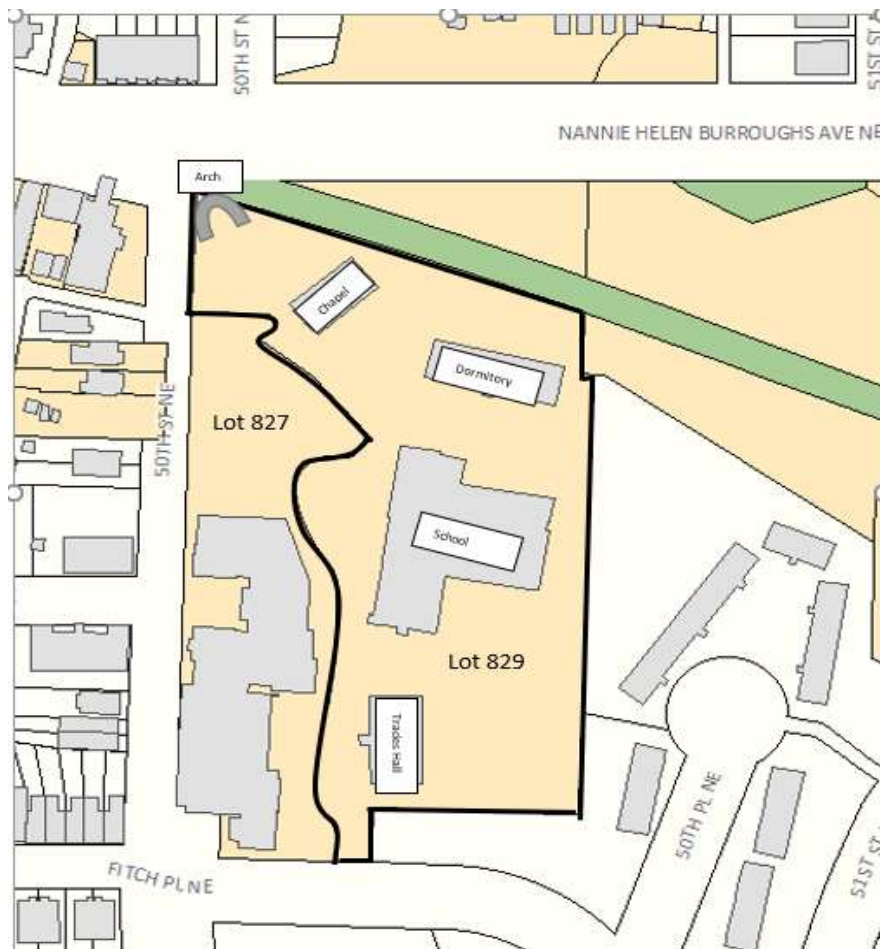 50TH ST N
51ST ST
NANNIE HELEN BURROUGHS AVE NE
Arch
Chapel
Dormitory
50TH ST NE
Lot 827
School
Lot 829
Trades Hall
50TH PL NE
51ST ST
FITCH PL NE